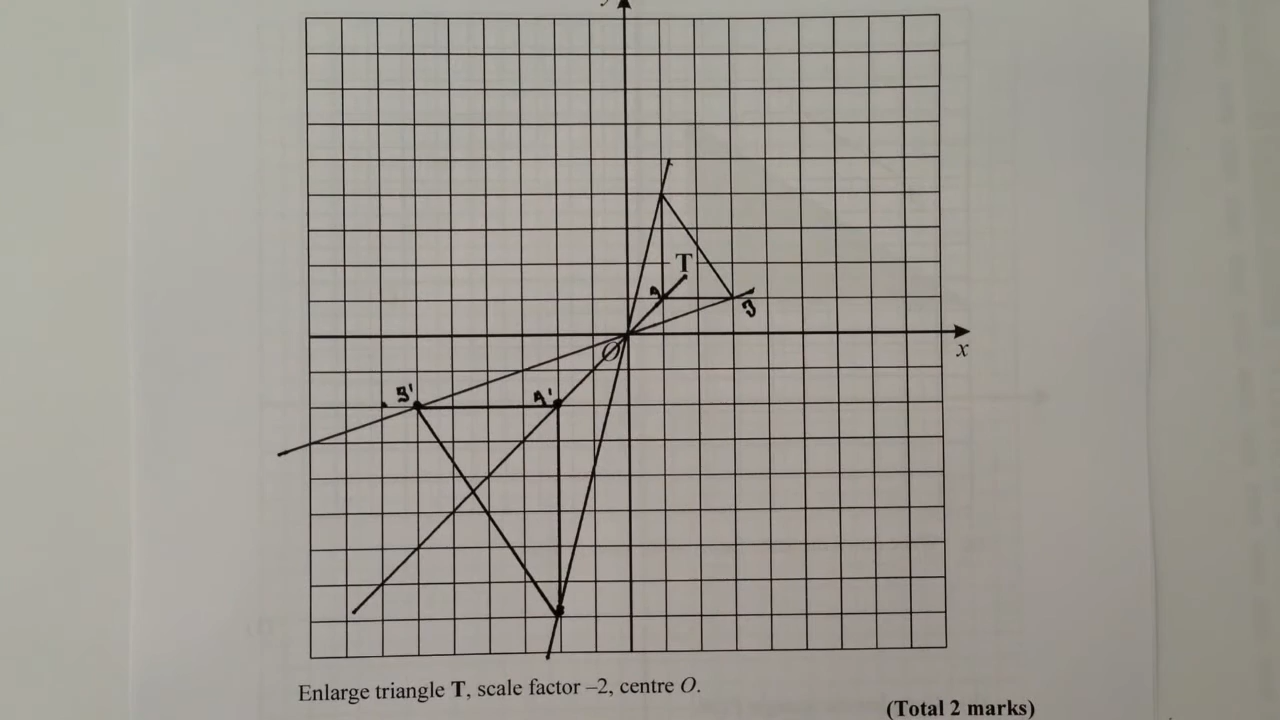 y
T
A
B
x
O
B'
A'
Enlarge triangle T, scale factor –2, centre O.
(Total 2 marks)